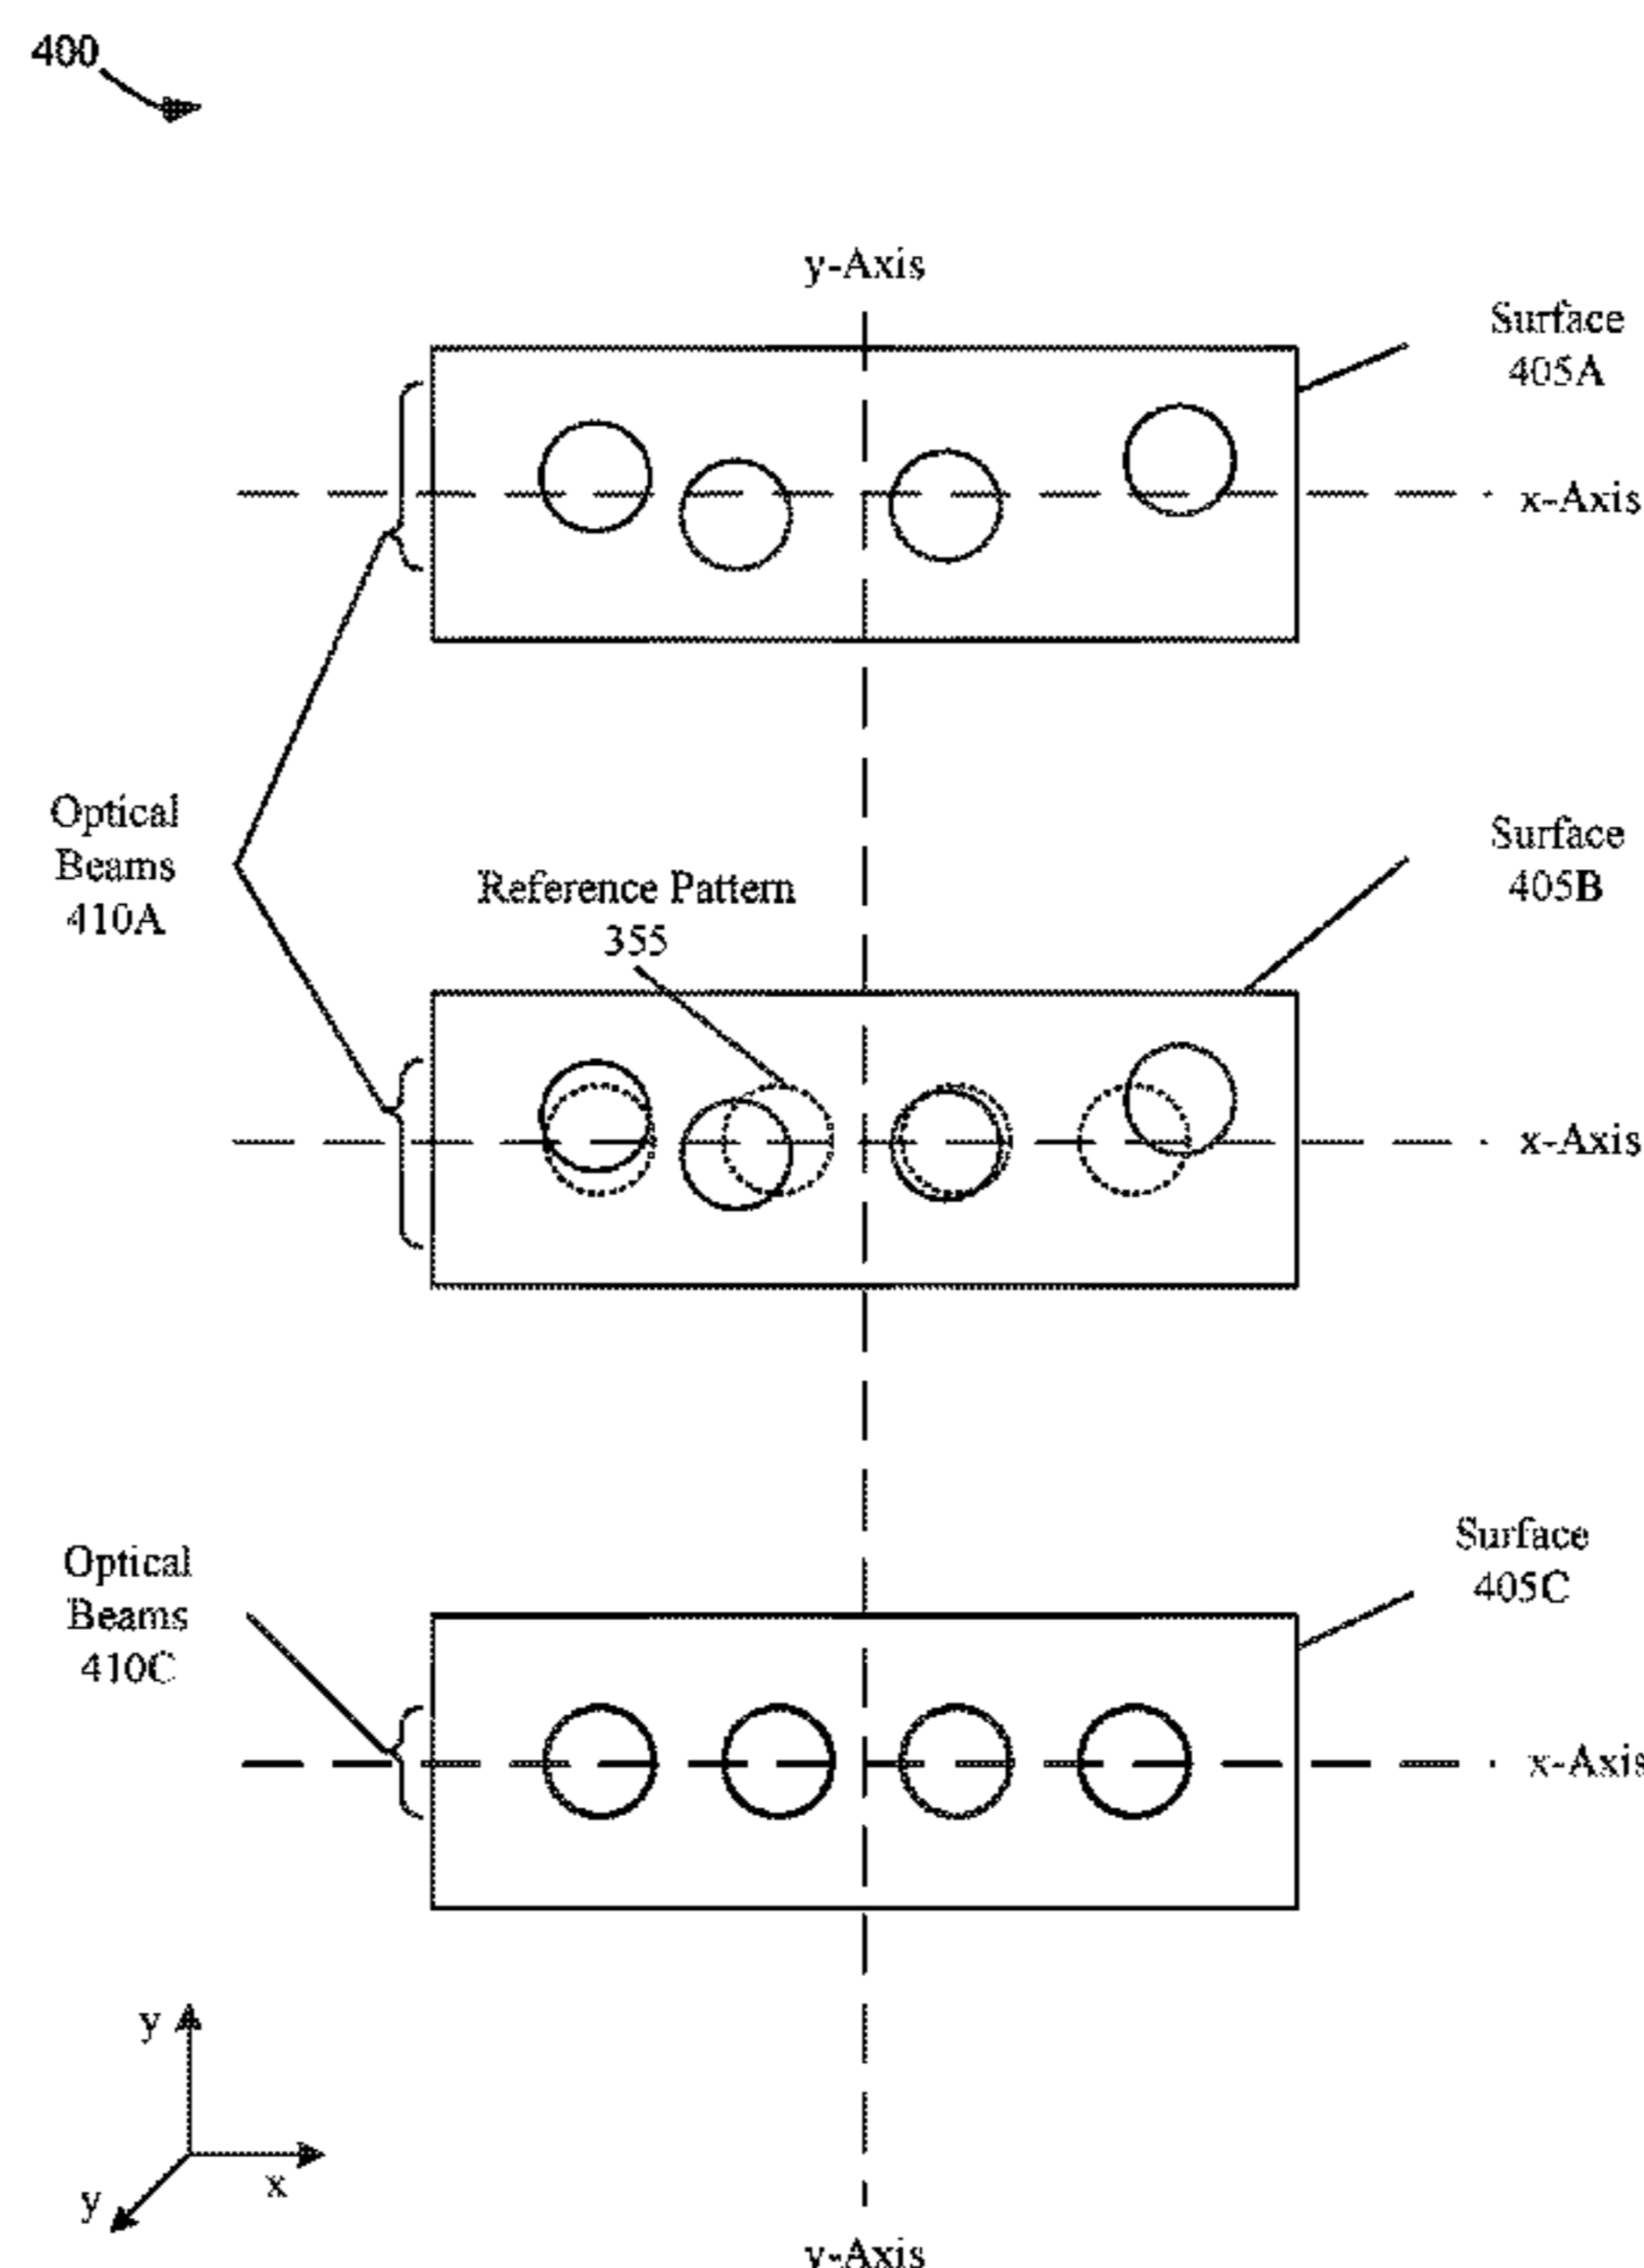 400
y-Axis
Surface
405A
x-Axis
Optical
Beams
410A
Reference Pattern
355
Surface
405B
x-Axis
Optical
Beams
410C
Surface
405C
x-Axis
y
x
y
y-Axis